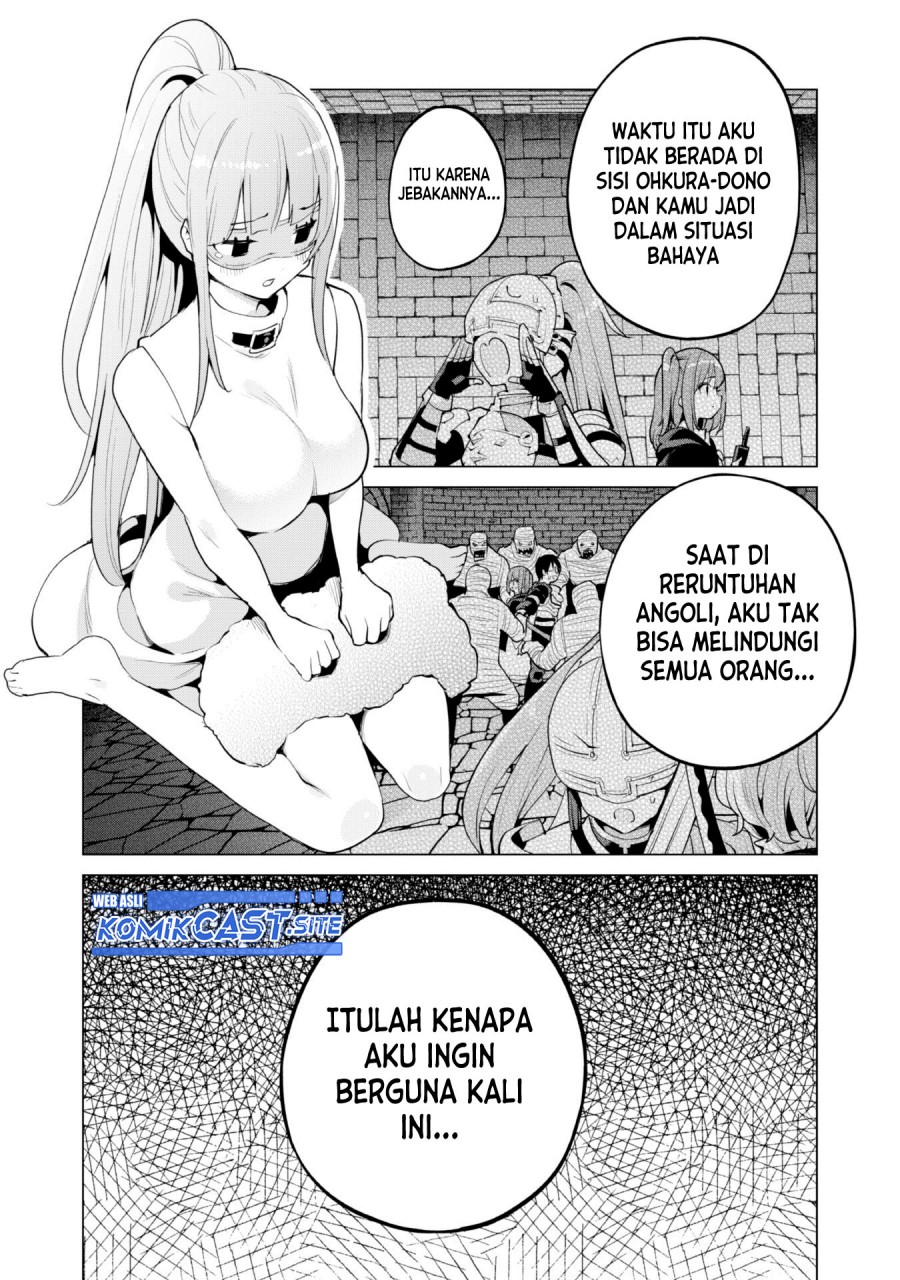 WAKTU ITU AKU
TIDAK BERADA DI
SISI OHKURA-DONO
DAN KAMU JADI
DALAM SITUASI
BAHAYA
ITU KARENA
JEBAKANNYA...
SAAT DI
RERUNTUHAN
ANGOLI, AKU TAK
BISA MELINDUNGI
SEMUA ORANG...
WEB ASLI
KOMIKCAST.SITE
ITULAH KENAPA
AKU INGIN
BERGUNA KALI
INI...